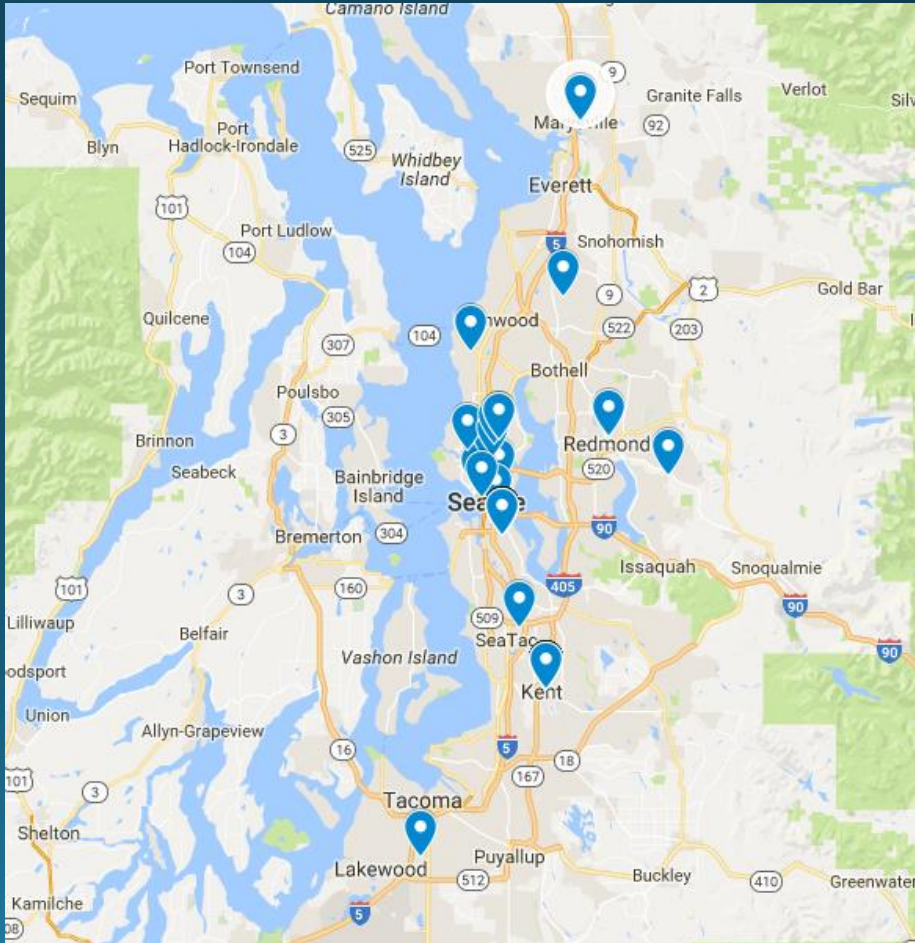 Camano Island
9
Port Townsend
Sequim
Granite Falls
Verlot
Port
Hadlock-Irondale
92
Blyn
525
Whidbey
Island
Everett
101
Port Ludlow
104
5
Snohomish
2
Gold Bar
9
Quilcene
104
522
203
307
Bothell
Poulsbo
305
3
Brinnon
Redmond
520
Seabeck
Bainbridge
Island
304
90
Bremerton
Issaquah
Snoqualmie
101
3
160
405
90
Lilliwaup
509
Belfair
SeaTac
90
Vashon Island
Kent
Union
Allyn-Grapeview
16
5
18
167
101
3
Tacoma
Shelton
Lakewood
Puyallup
512
Buckley
410
Greenwater
Kamilche
5